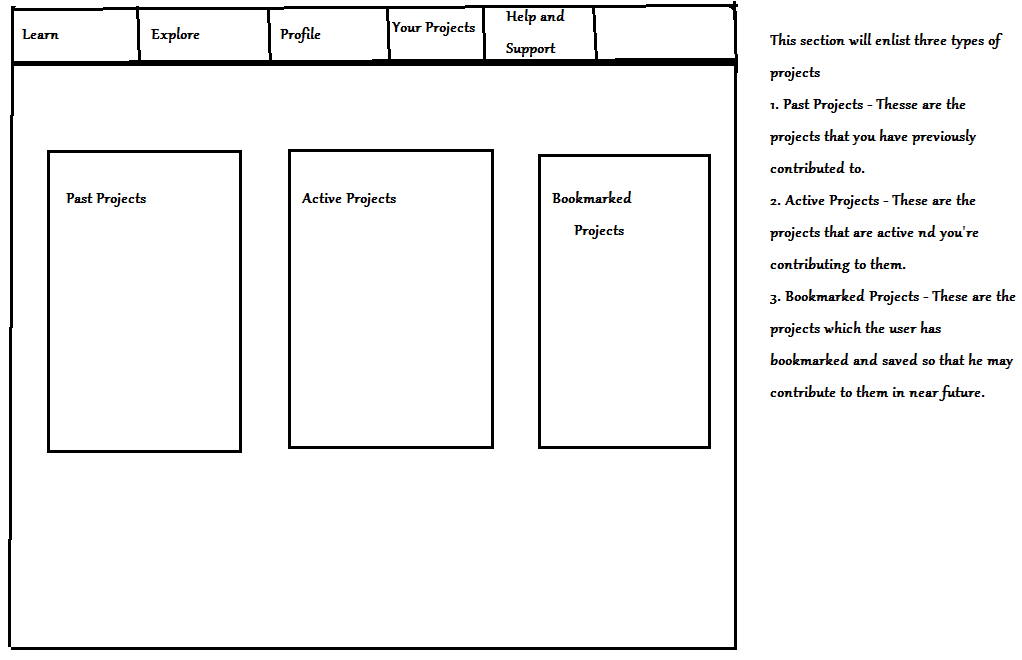 Learn
Explore
Profile
Your Projects
Help and
Support
Past Projects
Active Projects
Bookmarked
Projects
This section will enlist three types of
projects
1. Past Projects - Thesse are the
projects that you have previously
contributed to.
2. Active Projects - These are the
projects that are active nd you're
contributing to them.
3. Bookmarked Projects - These are the
projects which the user has
bookmarked and saved so that he may
contribute to them in near future.